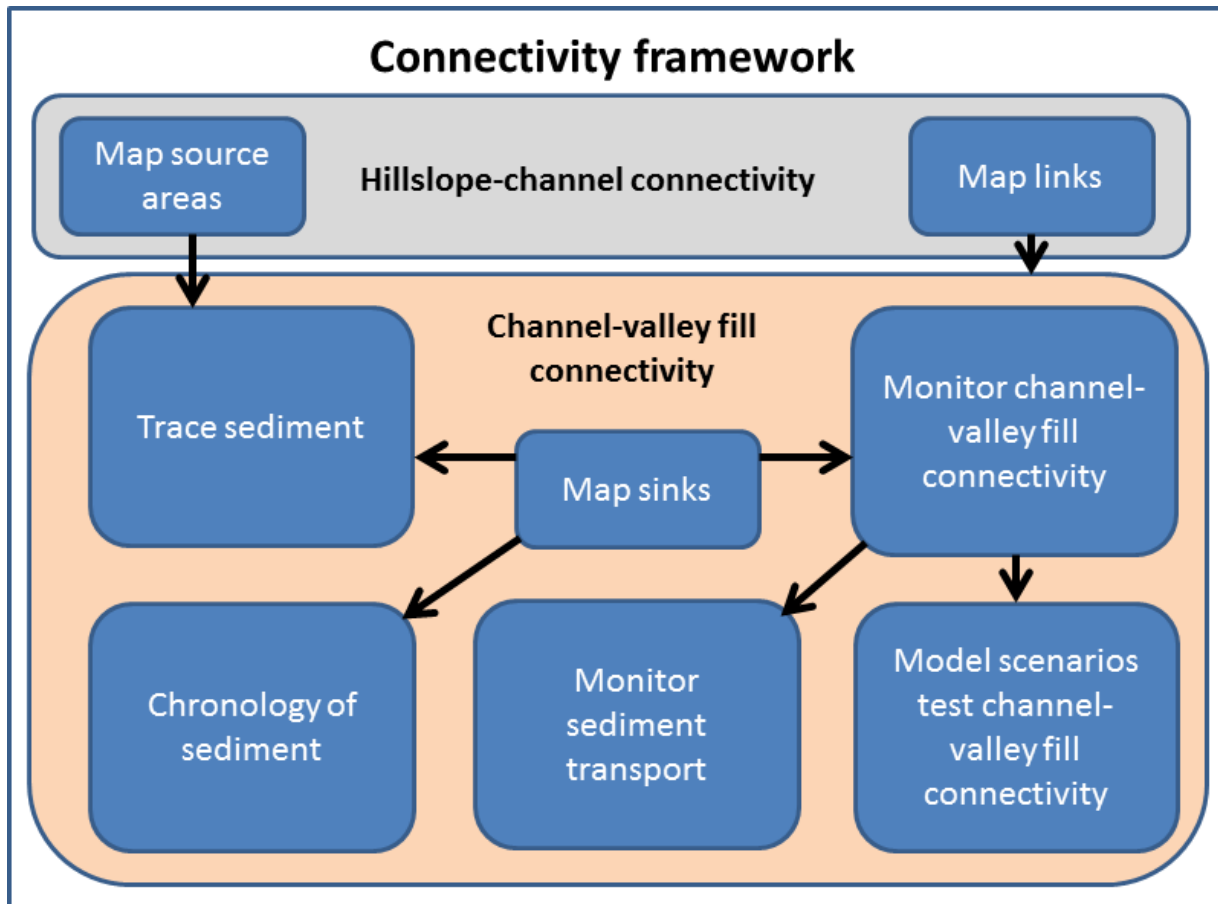 Connectivity framework
Map source
areas
Hillslope-channel connectivity
Map links
Channel-valley fill
connectivity
Trace sediment
Map sinks
Monitor channel-
valley fill
connectivity
Chronology of
sediment
Monitor
sediment
transport
Model scenarios
test channel-
valley fill
connectivity